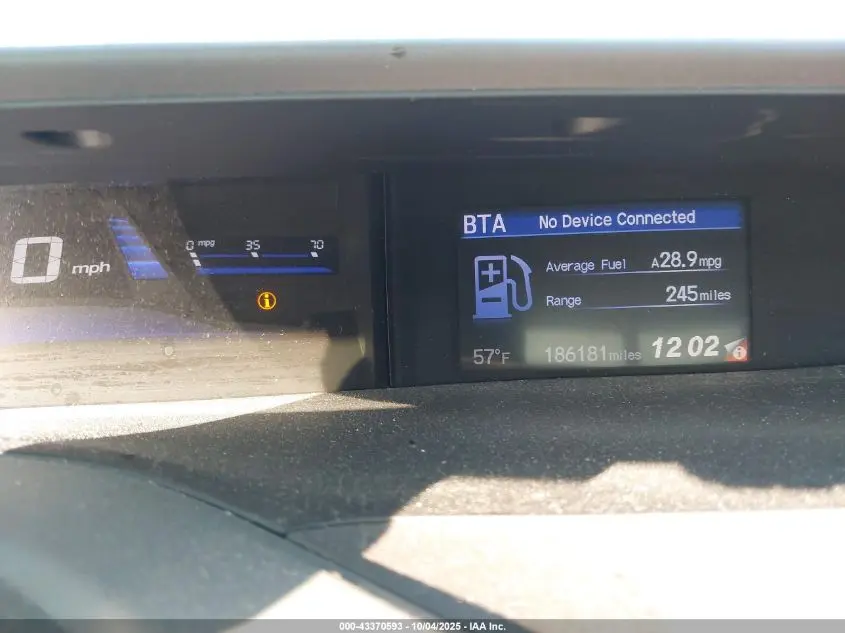 0 mph
0 mpg 35 70
BTA No Device Connected
Average Fuel A28.9mpg
Range 245miles
57°F 186181miles 12 02
000-43370593 - 10/04/2025 - IAA Inc.